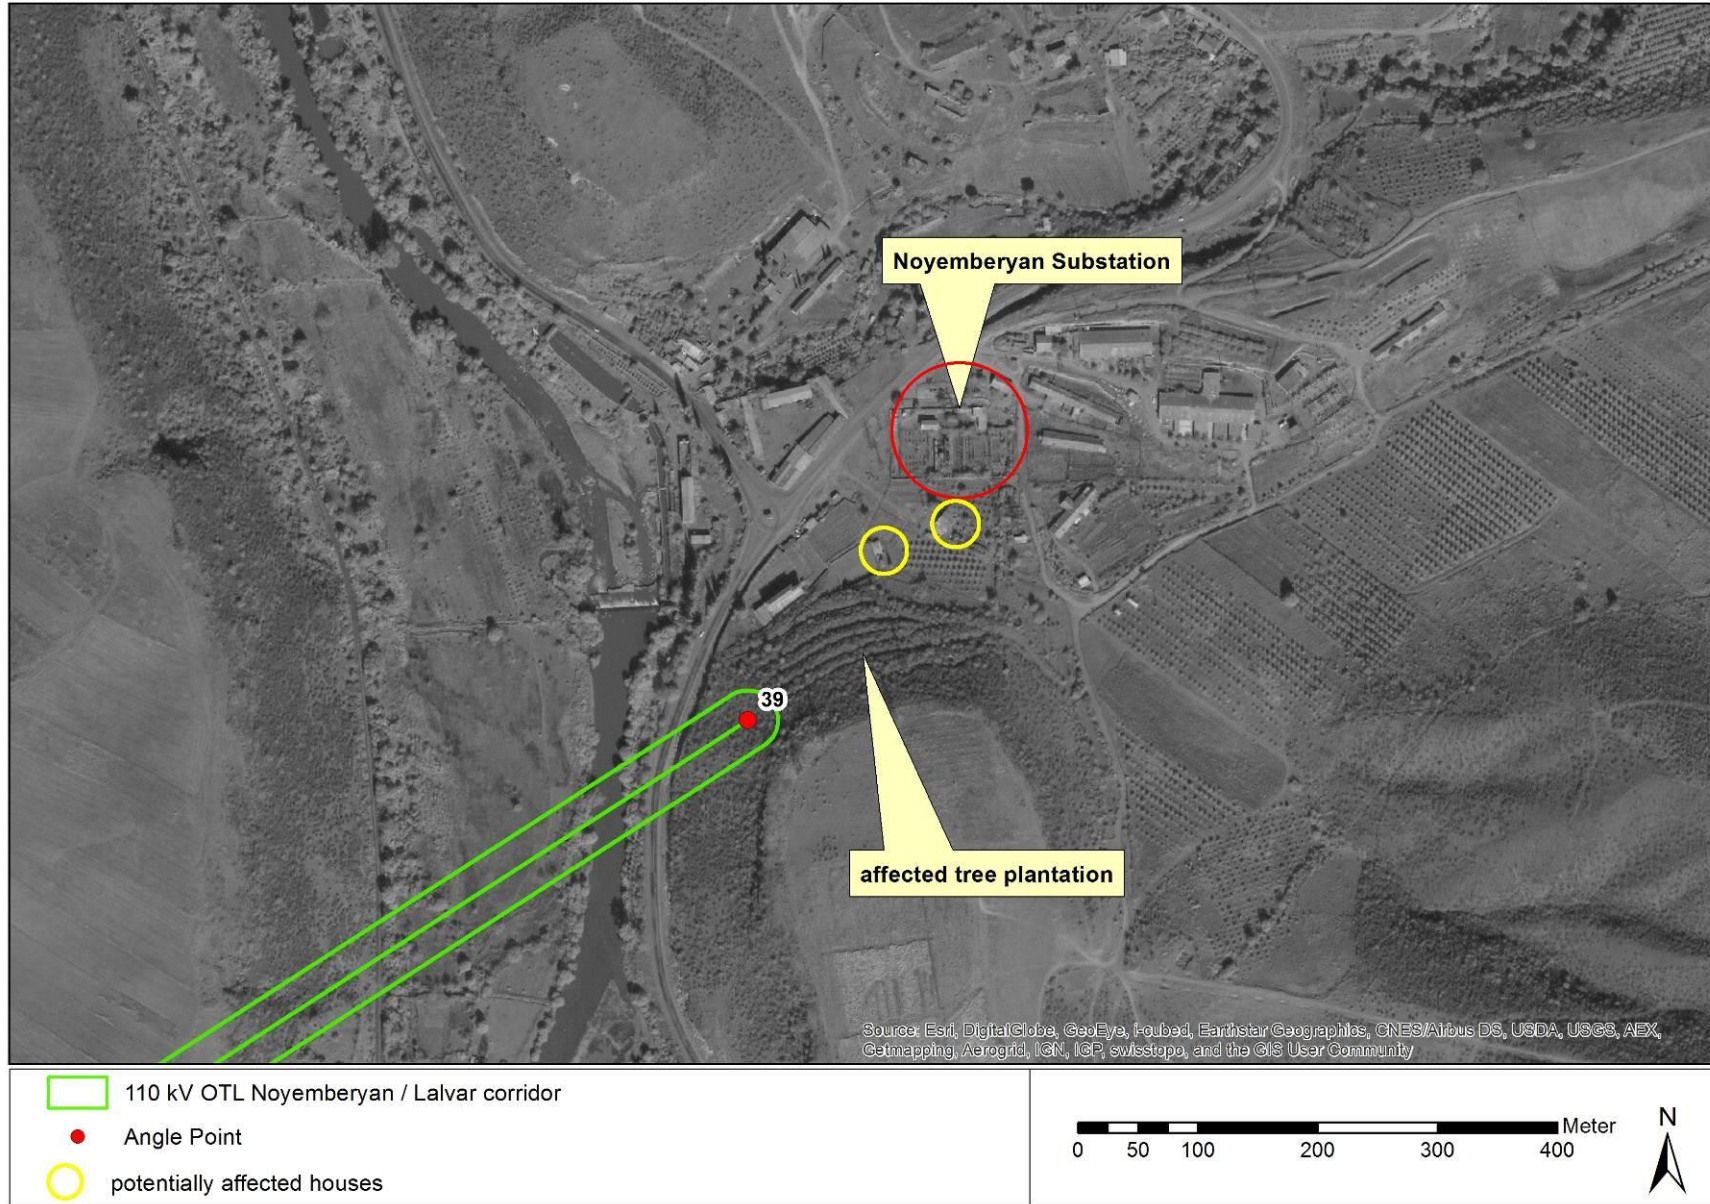 Noyemberyan Substation
39
affected tree plantation
Source: Esri, DigitalGlobe, GeoEye, i-cubed, Earthstar Geographics, CNES/Airbus DS, USDA, USGS, AEX,
Getmapping, Aerogrid, IGN, IGP, swisstopo, and the GIS User Community
110 kV OTL Noyemberyan / Lalvar corridor
Angle Point
potentially affected houses
Meter
0 50 100 200 300 400
N